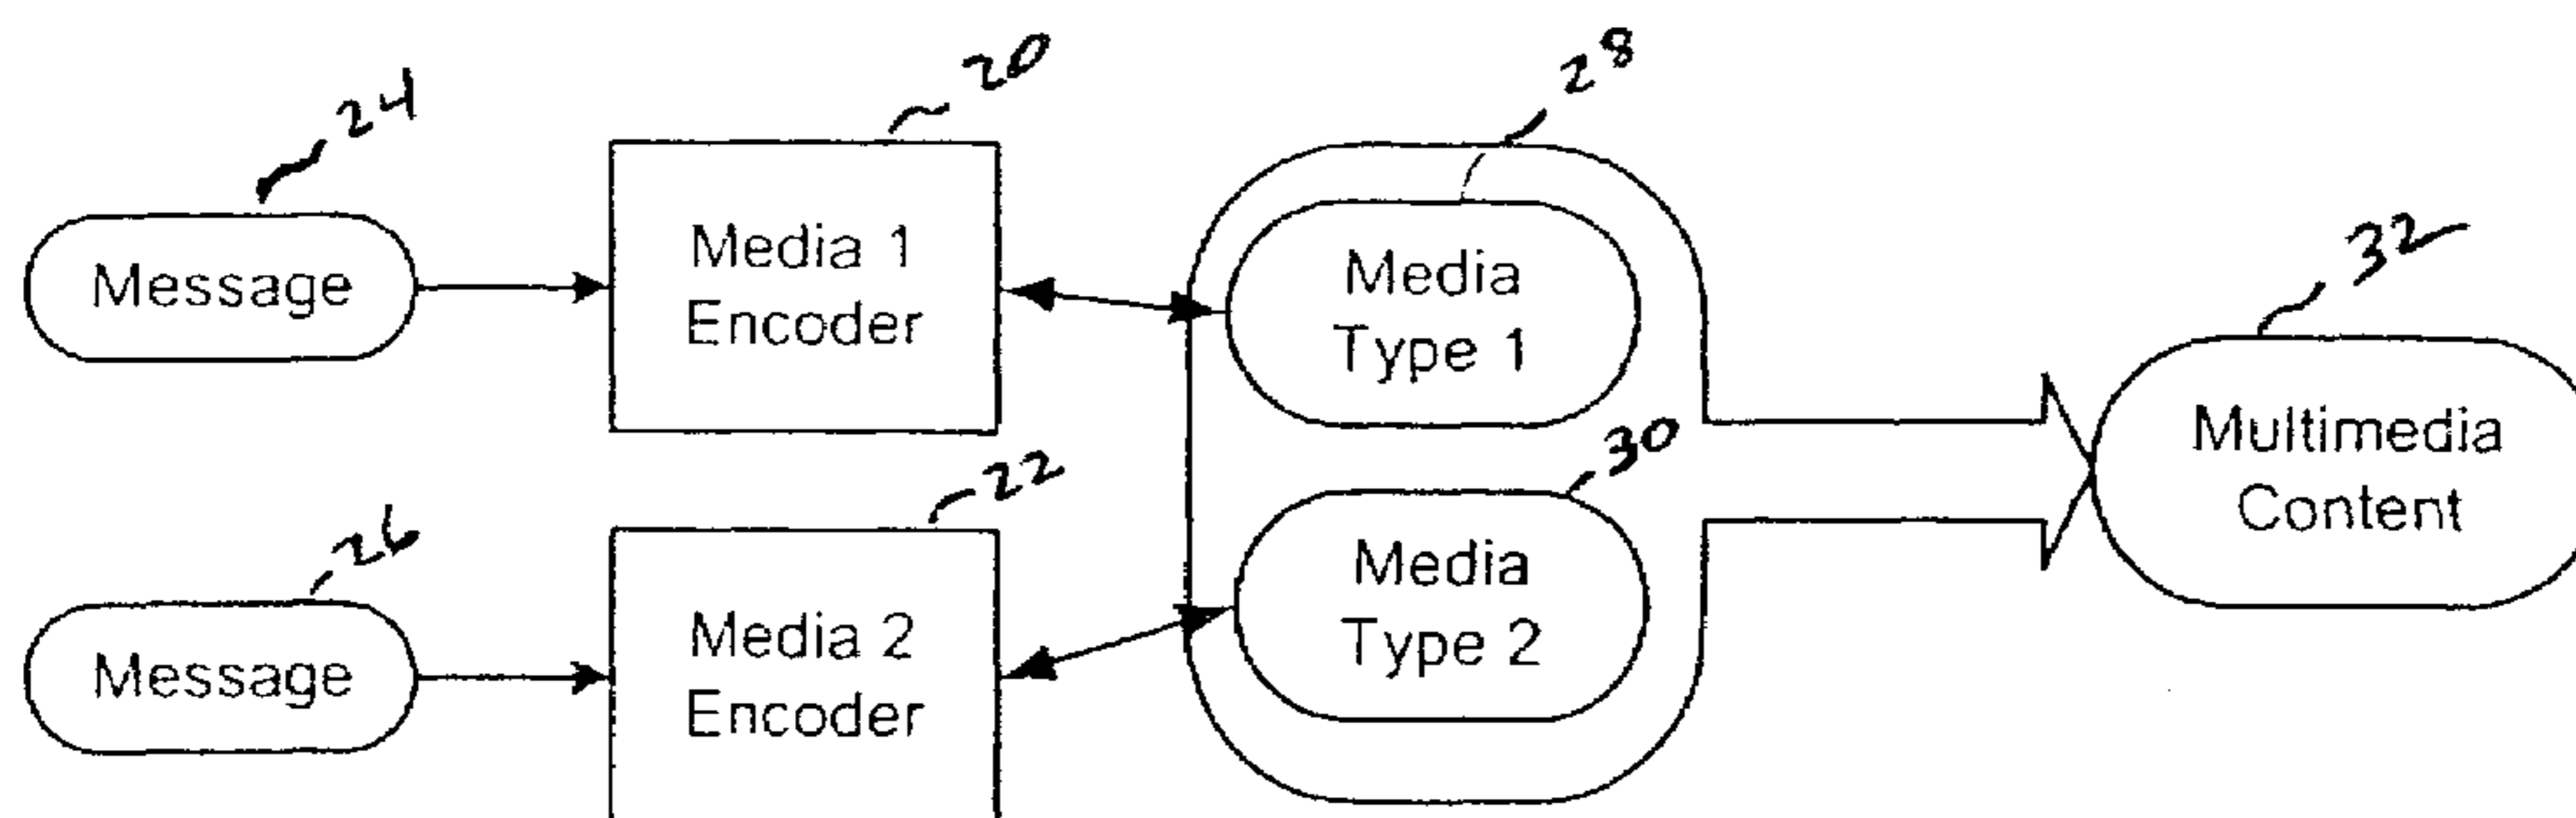 24
20
28
Message
Media 1
Encoder
Media
Type 1
32
Multimedia
Content
26
22
30
Message
Media 2
Encoder
Media
Type 2